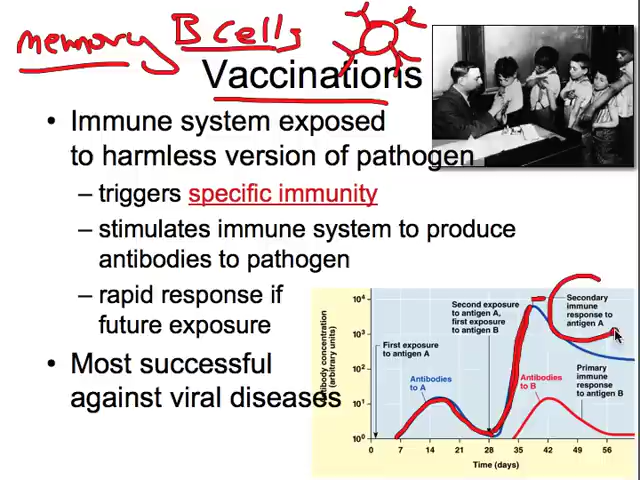 memory B cells
Vaccinations
• Immune system exposed
to harmless version of pathogen
– triggers specific immunity
– stimulates immune system to produce
antibodies to pathogen
– rapid response if
future exposure
• Most successful
against viral diseases
Antibody concentration
(arbitrary units)
10⁴
10³
10²
10¹
10⁰
First exposure
to antigen A
Second exposure
to antigen A,
first exposure
to antigen B
Secondary
immune
response to
antigen A
Antibodies
to A
Antibodies
to B
Primary
immune
response
to antigen B
0 7 14 21 28 35 42 49 56
Time (days)